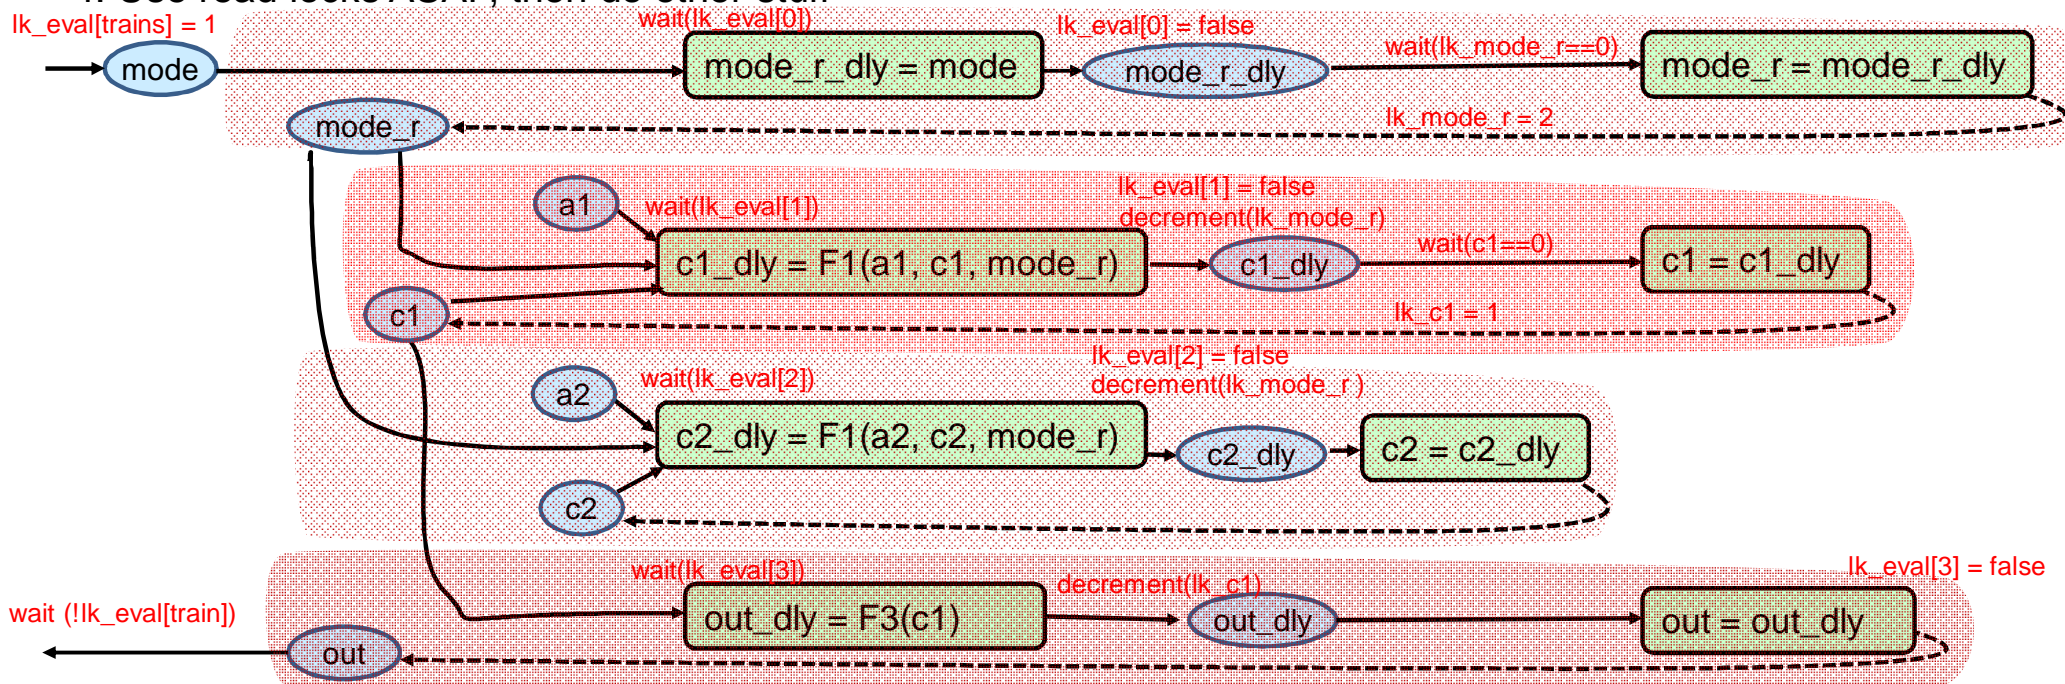 lk_eval[trains] = 1
wait(lk_eval[0])
lk_eval[0] = false
mode
mode_r_dly = mode
mode_r_dly
wait(lk_mode_r==0)
mode_r = mode_r_dly
mode_r
lk_mode_r = 2
a1
wait(lk_eval[1])
lk_eval[1] = false
decrement(lk_mode_r)
c1_dly = F1(a1, c1, mode_r)
c1_dly
wait(c1==0)
c1 = c1_dly
c1
lk_c1 = 1
a2
wait(lk_eval[2])
lk_eval[2] = false
decrement(lk_mode_r )
c2_dly = F1(a2, c2, mode_r)
c2_dly
c2 = c2_dly
c2
wait(lk_eval[3])
decrement(lk_c1)
lk_eval[3] = false
out_dly = F3(c1)
out_dly
out = out_dly
wait (!lk_eval[train])
out